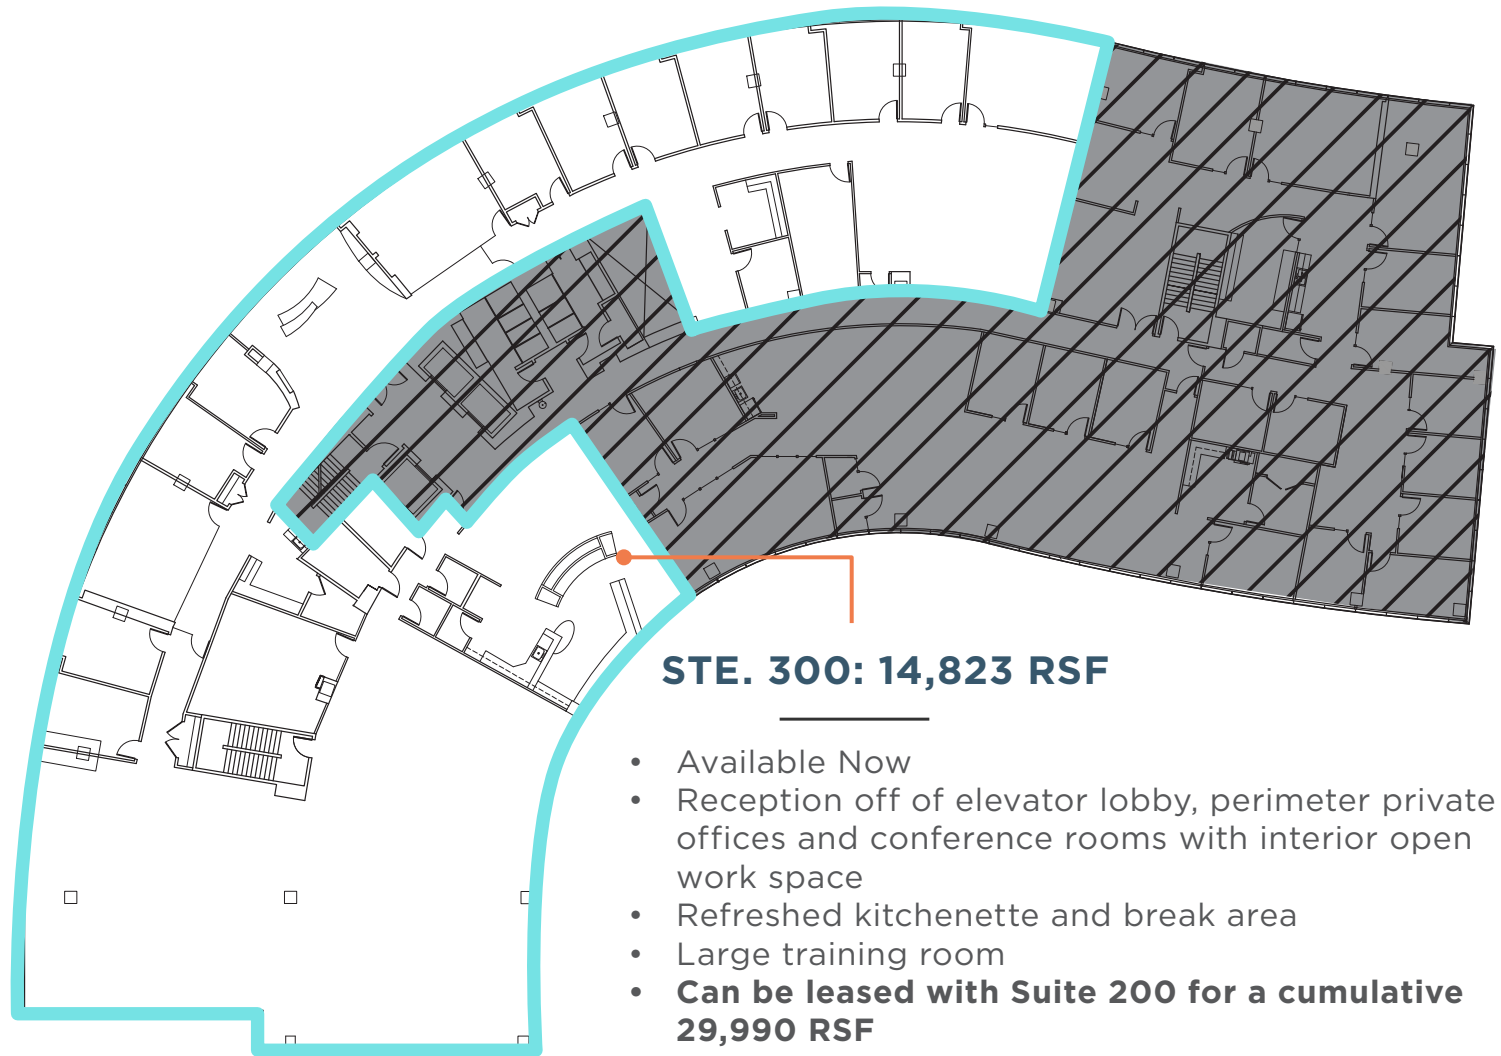 STE. 300: 14,823 RSF
• Available Now
• Reception off of elevator lobby, perimeter private
offices and conference rooms with interior open
work space
• Refreshed kitchenette and break area
• Large training room
• Can be leased with Suite 200 for a cumulative
29,990 RSF